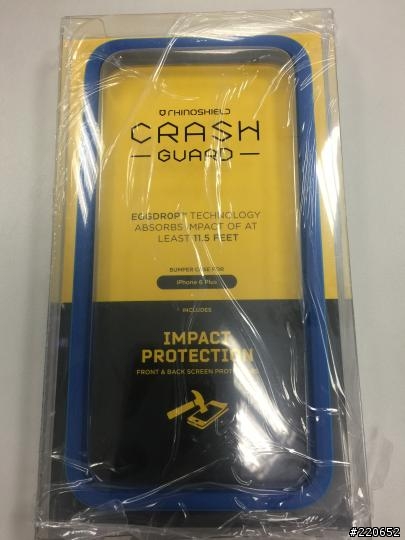 RHINOSHIELD
CRASH
GUARD
EGGDROP™ TECHNOLOGY
ABSORBS IMPACT OF AT
LEAST 11.5 FEET
BUMPER CASE FOR
iPhone 6 Plus
INCLUDES
IMPACT
PROTECTION
FRONT & BACK SCREEN PROTECTORS
#220652